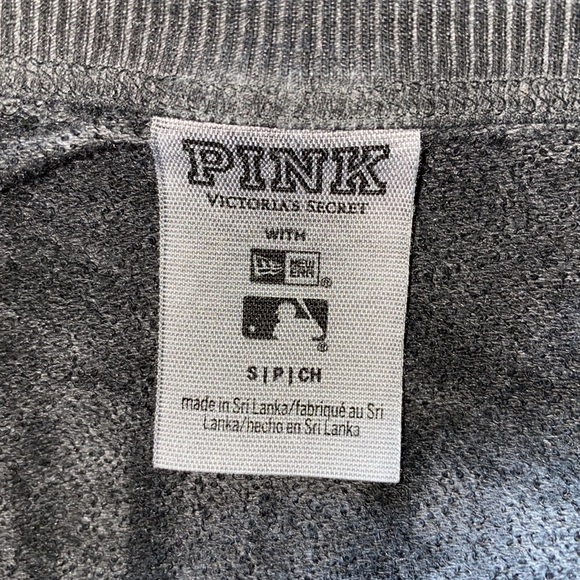 PINK
VICTORIA'S SECRET
WITH
NE NEW ERA®
®
S|P|CH
made in Sri Lanka/fabriqué au Sri
Lanka/hecho en Sri Lanka